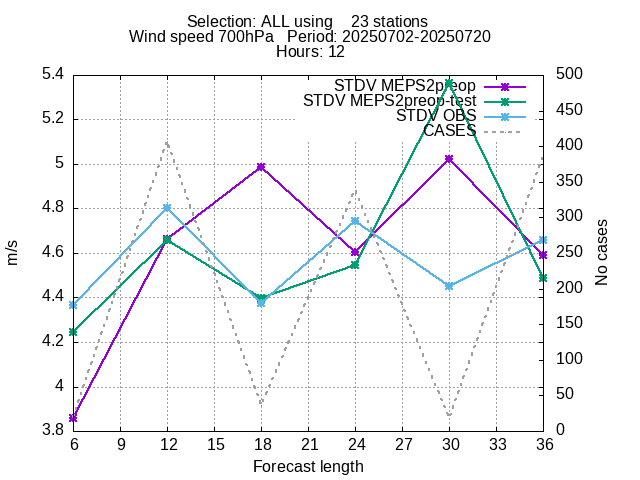 Selection: ALL using    23 stations
Wind speed 700hPa   Period: 20250702-20250720
Hours: 12
STDV MEPS2preop
STDV MEPS2preop-test
STDV OBS
CASES
5.4
5.2
5
4.8
4.6
4.4
4.2
4
3.8
m/s
500
450
400
350
300
250
200
150
100
50
0
No cases
6 9 12 15 18 21 24 27 30 33 36
Forecast length